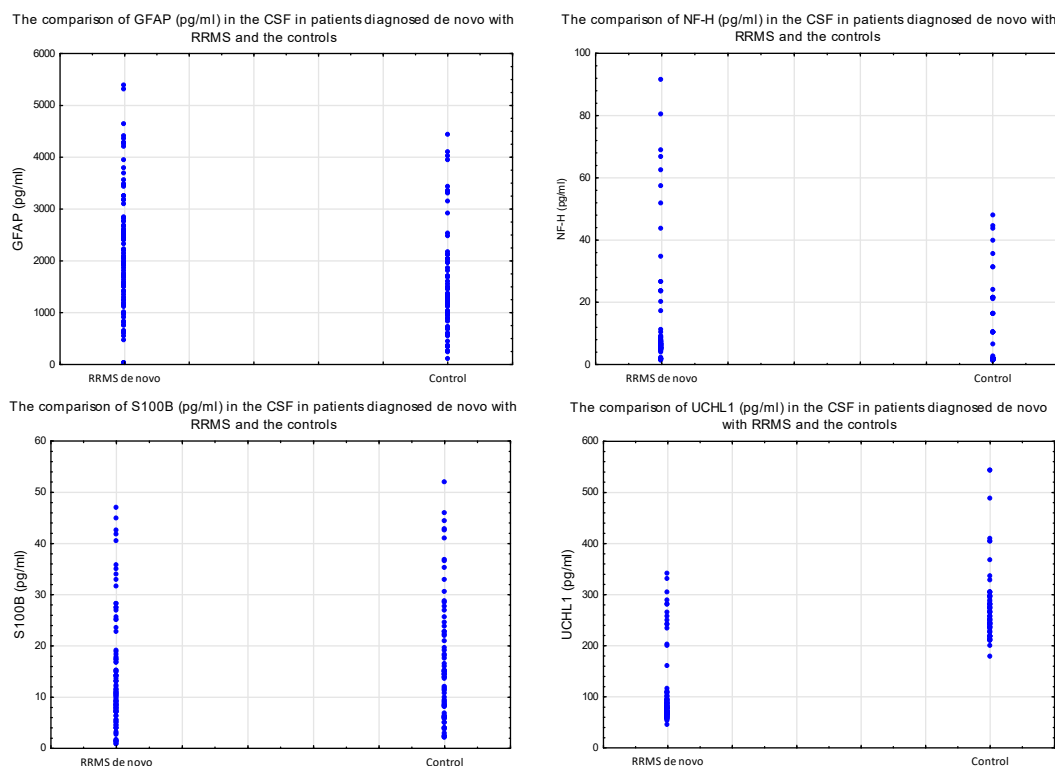 The comparison of GFAP (pg/ml) in the CSF in patients diagnosed de novo with
RRMS and the controls
6000
5000
4000
3000
2000
1000
0
GFAP (pg/ml)
RRMS de novo
Control
The comparison of NF-H (pg/ml) in the CSF in patients diagnosed de novo with
RRMS and the controls
100
80
60
40
20
0
NF-H (pg/ml)
RRMS de novo
Control
The comparison of S100B (pg/ml) in the CSF in patients diagnosed de novo with
RRMS and the controls
60
50
40
30
20
10
0
S100B (pg/ml)
RRMS de novo
Control
The comparison of UCHL1 (pg/ml) in the CSF in patients diagnosed de novo
with RRMS and the controls
600
500
400
300
200
100
0
UCHL1 (pg/ml)
RRMS de novo
Control